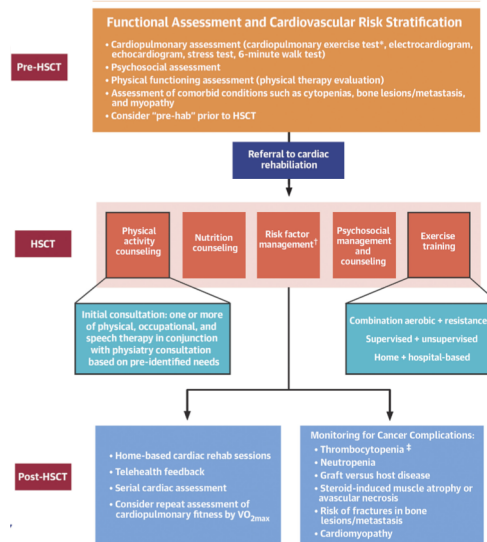 Functional Assessment and Cardiovascular Risk Stratification
Pre-HSCT
• Cardiopulmonary assessment (cardiopulmonary exercise test*, electrocardiogram,
echocardiogram, stress test, 6-minute walk test)
• Psychosocial assessment
• Physical functioning assessment (physical therapy evaluation)
• Assessment of comorbid conditions such as cytopenias, bone lesions/metastasis,
and myopathy
• Consider "pre-hab" prior to HSCT
Referral to cardiac
rehabiliation
HSCT
Physical
activity
counseling
Nutrition
counseling
Risk factor
management†
Psychosocial
management
and
counseling
Exercise
training
Initial consultation: one or more
of physical, occupational, and
speech therapy in conjunction
with physiatry consultation
based on pre-identified needs
Combination aerobic + resistance
Supervised + unsupervised
Home + hospital-based
Post-HSCT
• Home-based cardiac rehab sessions
• Telehealth feedback
• Serial cardiac assessment
• Consider repeat assessment of
cardiopulmonary fitness by VO2max
Monitoring for Cancer Complications:
• Thrombocytopenia ‡
• Neutropenia
• Graft versus host disease
• Steroid-induced muscle atrophy or
avascular necrosis
• Risk of fractures in bone
lesions/metastasis
• Cardiomyopathy